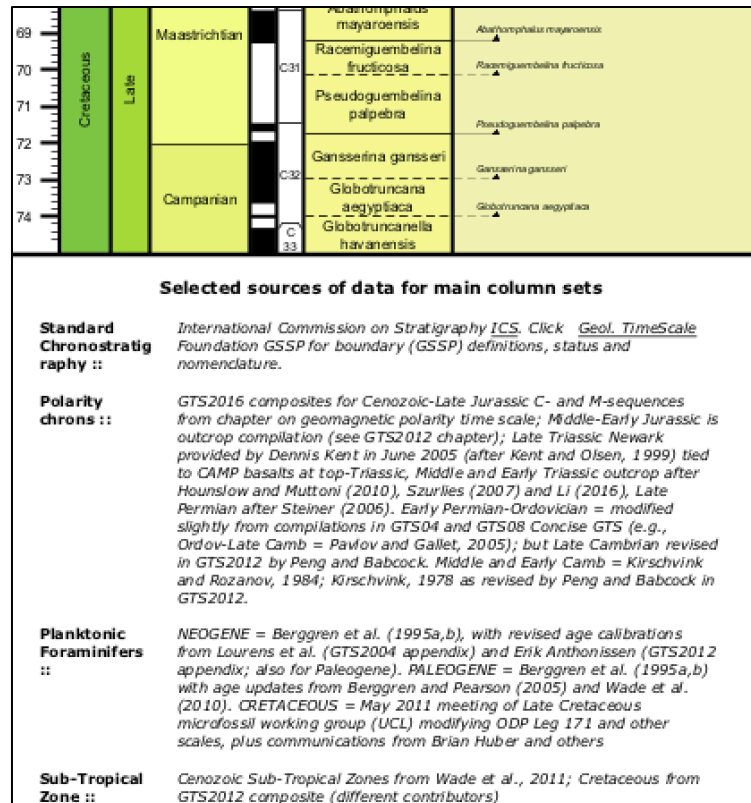 Abathomphalus
mayaroensis
Abathomphalus mayaroensis
69
Maastrichtian
Racemiguembelina
fructicosa
70
C31
Racemiguembelina fructicosa
Cretaceous
Late
71
Pseudoguembelina
palpebra
72
Pseudoguembelina palpebra
Gansserina gansseri
73
C32
Gansserina gansseri
Campanian
Globotruncana
aegyptiaca
74
Globotruncana aegyptiaca
C
33
Globotruncanella
havanensis
Selected sources of data for main column sets
Standard
Chronostratig
raphy ::
International Commission on Stratigraphy ICS. Click Geol. TimeScale
Foundation GSSP for boundary (GSSP) definitions, status and
nomenclature.
Polarity
chrons ::
GTS2016 composites for Cenozoic-Late Jurassic C- and M-sequences
from chapter on geomagnetic polarity time scale; Middle-Early Jurassic is
outcrop compilation (see GTS2012 chapter); Late Triassic Newark
provided by Dennis Kent in June 2005 (after Kent and Olsen, 1999) tied
to CAMP basalts at top-Triassic, Middle and Early Triassic outcrop after
Hounslow and Muttoni (2010), Szurlies (2007) and Li (2016), Late
Permian after Steiner (2006). Early Permian-Ordovician = modified
slightly from compilations in GTS04 and GTS08 Concise GTS (e.g.,
Ordov-Late Camb = Pavlov and Gallet, 2005); but Late Cambrian revised
in GTS2012 by Peng and Babcock. Middle and Early Camb = Kirschvink
and Rozanov, 1984; Kirschvink, 1978 as revised by Peng and Babcock in
GTS2012.
Planktonic
Foraminifers
::
NEOGENE = Berggren et al. (1995a,b), with revised age calibrations
from Lourens et al. (GTS2004 appendix) and Erik Anthonissen (GTS2012
appendix; also for Paleogene). PALEOGENE = Berggren et al. (1995a,b)
with age updates from Berggren and Pearson (2005) and Wade et al.
(2010). CRETACEOUS = May 2011 meeting of Late Cretaceous
microfossil working group (UCL) modifying ODP Leg 171 and other
scales, plus communications from Brian Huber and others
Sub-Tropical
Zone ::
Cenozoic Sub-Tropical Zones from Wade et al., 2011; Cretaceous from
GTS2012 composite (different contributors)